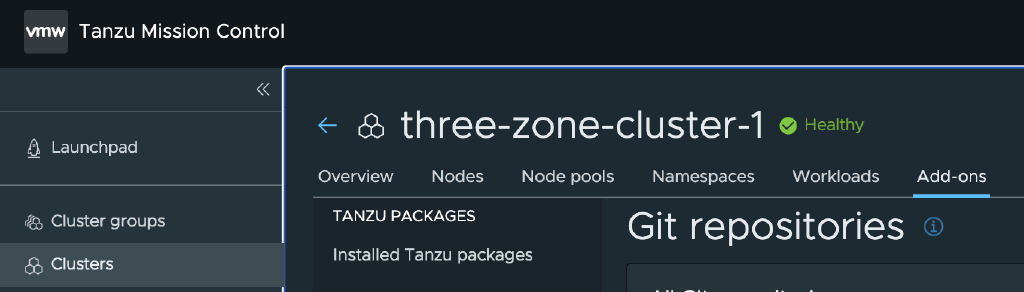 vmw Tanzu Mission Control
three-zone-cluster-1 Healthy
Launchpad
Overview Nodes Node pools Namespaces Workloads Add-ons
TANZU PACKAGES
Cluster groups
Git repositories
Installed Tanzu packages
Clusters